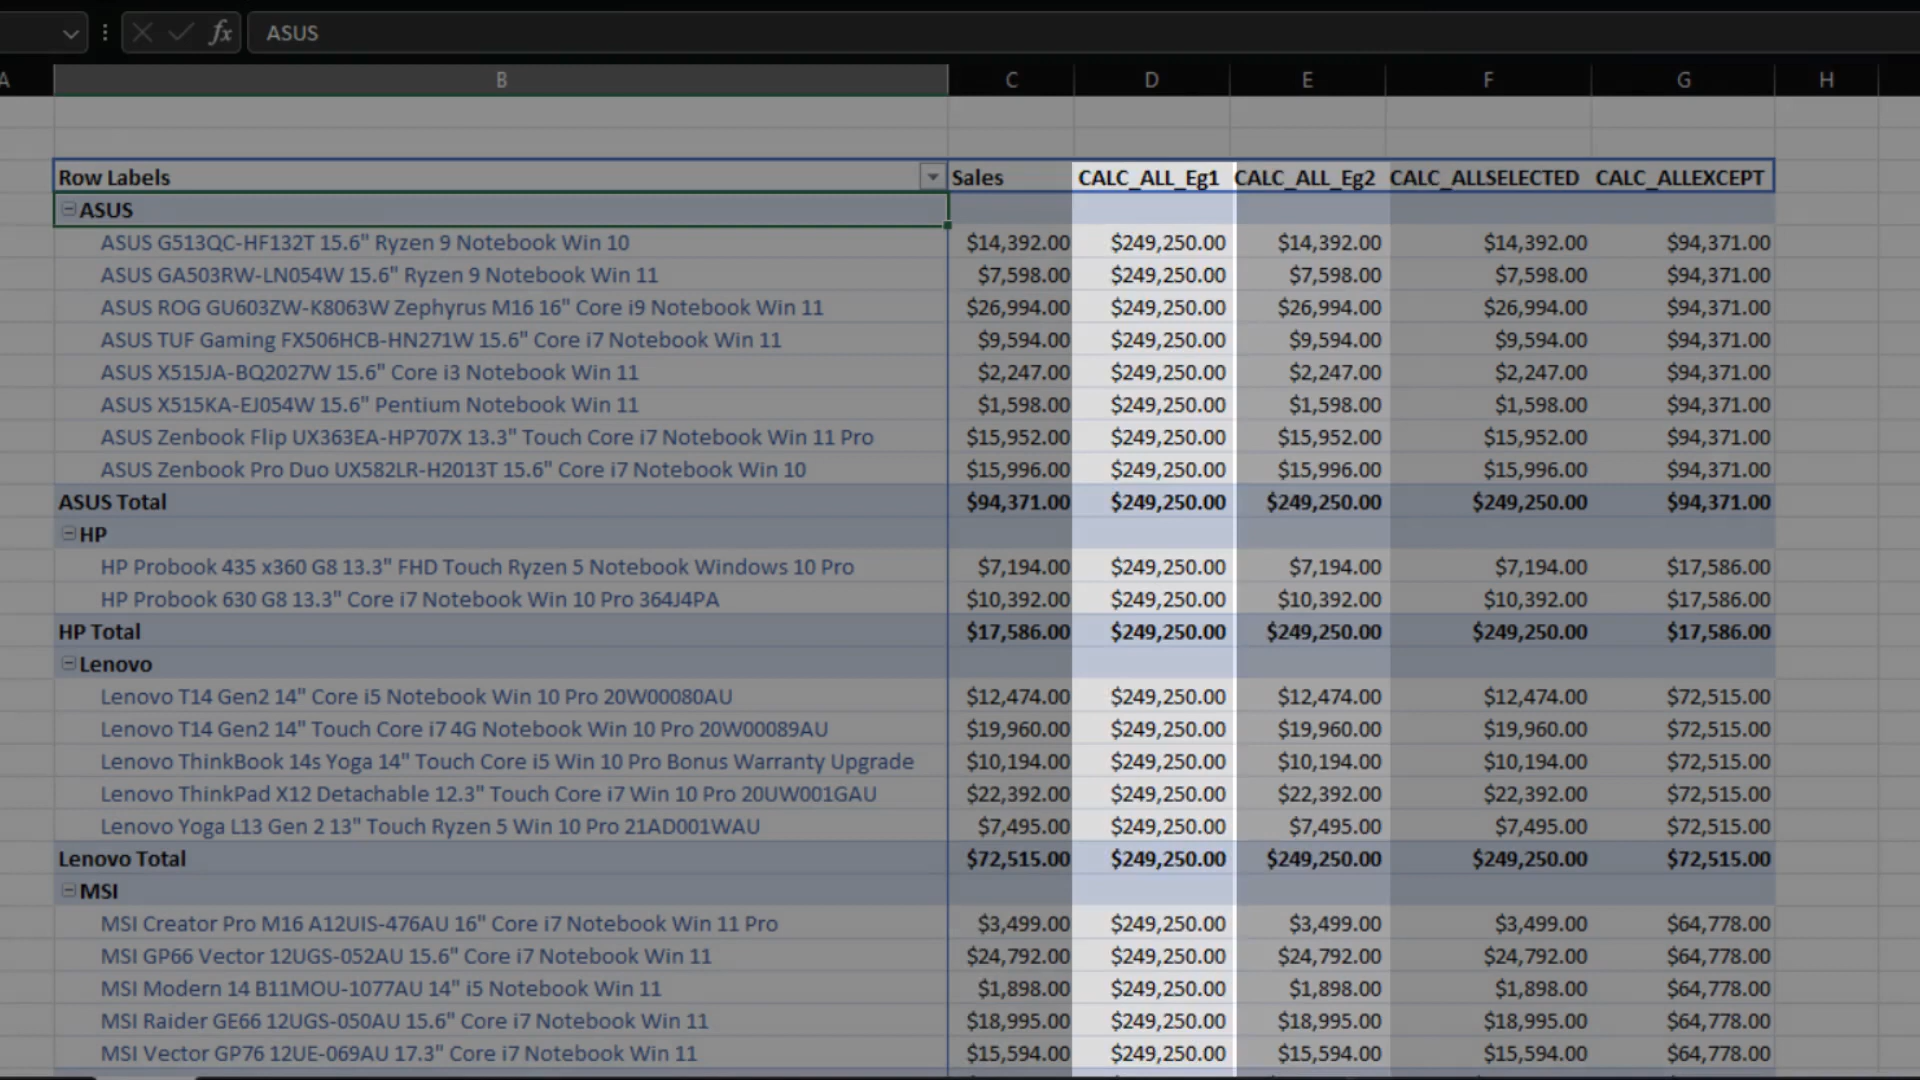 fx ASUS
A B C D E F G H
Row Labels Sales CALC_ALL_Eg1 CALC_ALL_Eg2 CALC_ALLSELECTED CALC_ALLEXCEPT
ASUS
ASUS G513QC-HF132T 15.6" Ryzen 9 Notebook Win 10 $14,392.00 $249,250.00 $14,392.00 $14,392.00 $94,371.00
ASUS GA503RW-LN054W 15.6" Ryzen 9 Notebook Win 11 $7,598.00 $249,250.00 $7,598.00 $7,598.00 $94,371.00
ASUS ROG GU603ZW-K8063W Zephyrus M16 16" Core i9 Notebook Win 11 $26,994.00 $249,250.00 $26,994.00 $26,994.00 $94,371.00
ASUS TUF Gaming FX506HCB-HN271W 15.6" Core i7 Notebook Win 11 $9,594.00 $249,250.00 $9,594.00 $9,594.00 $94,371.00
ASUS X515JA-BQ2027W 15.6" Core i3 Notebook Win 11 $2,247.00 $249,250.00 $2,247.00 $2,247.00 $94,371.00
ASUS X515KA-EJ054W 15.6" Pentium Notebook Win 11 $1,598.00 $249,250.00 $1,598.00 $1,598.00 $94,371.00
ASUS Zenbook Flip UX363EA-HP707X 13.3" Touch Core i7 Notebook Win 11 Pro $15,952.00 $249,250.00 $15,952.00 $15,952.00 $94,371.00
ASUS Zenbook Pro Duo UX582LR-H2013T 15.6" Core i7 Notebook Win 10 $15,996.00 $249,250.00 $15,996.00 $15,996.00 $94,371.00
ASUS Total $94,371.00 $249,250.00 $249,250.00 $249,250.00 $94,371.00
HP
HP Probook 435 x360 G8 13.3" FHD Touch Ryzen 5 Notebook Windows 10 Pro $7,194.00 $249,250.00 $7,194.00 $7,194.00 $17,586.00
HP Probook 630 G8 13.3" Core i7 Notebook Win 10 Pro 364J4PA $10,392.00 $249,250.00 $10,392.00 $10,392.00 $17,586.00
HP Total $17,586.00 $249,250.00 $249,250.00 $249,250.00 $17,586.00
Lenovo
Lenovo T14 Gen2 14" Core i5 Notebook Win 10 Pro 20W00080AU $12,474.00 $249,250.00 $12,474.00 $12,474.00 $72,515.00
Lenovo T14 Gen2 14" Touch Core i7 4G Notebook Win 10 Pro 20W00089AU $19,960.00 $249,250.00 $19,960.00 $19,960.00 $72,515.00
Lenovo ThinkBook 14s Yoga 14" Touch Core i5 Win 10 Pro Bonus Warranty Upgrade $10,194.00 $249,250.00 $10,194.00 $10,194.00 $72,515.00
Lenovo ThinkPad X12 Detachable 12.3" Touch Core i7 Win 10 Pro 20UW001GAU $22,392.00 $249,250.00 $22,392.00 $22,392.00 $72,515.00
Lenovo Yoga L13 Gen 2 13" Touch Ryzen 5 Win 10 Pro 21AD001WAU $7,495.00 $249,250.00 $7,495.00 $7,495.00 $72,515.00
Lenovo Total $72,515.00 $249,250.00 $249,250.00 $249,250.00 $72,515.00
MSI
MSI Creator Pro M16 A12UIS-476AU 16" Core i7 Notebook Win 11 Pro $3,499.00 $249,250.00 $3,499.00 $3,499.00 $64,778.00
MSI GP66 Vector 12UGS-052AU 15.6" Core i7 Notebook Win 11 $24,792.00 $249,250.00 $24,792.00 $24,792.00 $64,778.00
MSI Modern 14 B11MOU-1077AU 14" i5 Notebook Win 11 $1,898.00 $249,250.00 $1,898.00 $1,898.00 $64,778.00
MSI Raider GE66 12UGS-050AU 15.6" Core i7 Notebook Win 11 $18,995.00 $249,250.00 $18,995.00 $18,995.00 $64,778.00
MSI Vector GP76 12UE-069AU 17.3" Core i7 Notebook Win 11 $15,594.00 $249,250.00 $15,594.00 $15,594.00 $64,778.00